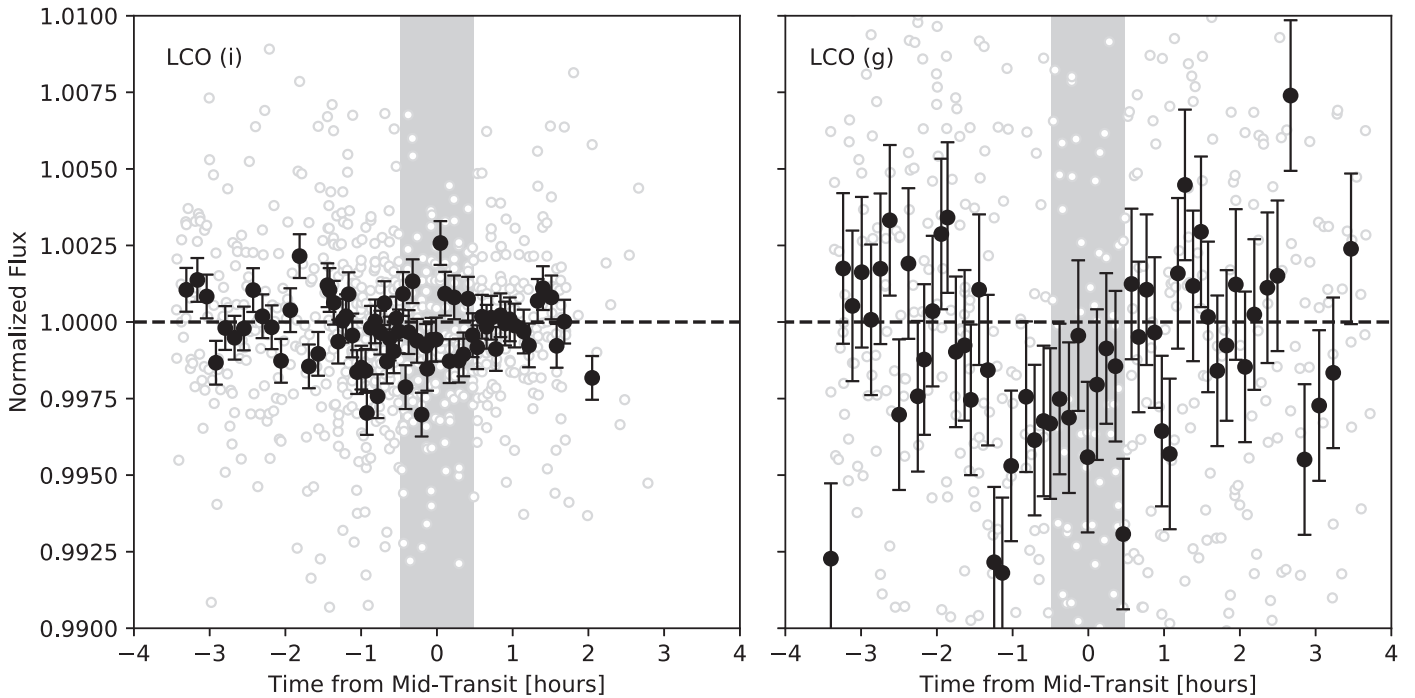 LCO (i)
LCO (g)
Normalized Flux
1.0100
1.0075
1.0050
1.0025
1.0000
0.9975
0.9950
0.9925
0.9900
−4 −3 −2 −1 0 1 2 3 4
−4 −3 −2 −1 0 1 2 3 4
Time from Mid-Transit [hours]
Time from Mid-Transit [hours]